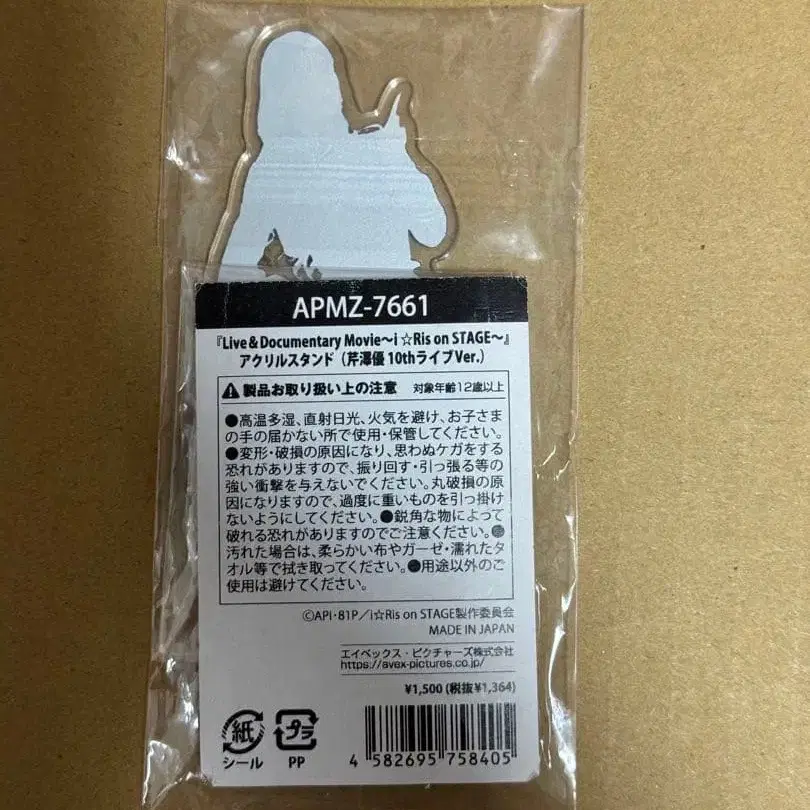 APMZ-7661
『Live＆Documentary Movie～i☆Ris on STAGE～』
アクリルスタンド（芹澤優 10thライブVer.）
製品お取り扱い上の注意　対象年齢12歳以上
●高温多湿、直射日光、火気を避け、お子さま
の手の届かない所で使用・保管してください。
●変形・破損の原因になり、思わぬケガをする
恐れがありますので、振り回す・引っ張る等の
強い衝撃を与えないでください。丸破損の原
因になりますので、過度に重いものを引っ掛け
ないようにしてください。●鋭角な物によって
破れる恐れがありますのでご注意ください。●
汚れた場合は、柔らかい布やガーゼ・濡れたタ
オル等で拭き取ってください。●用途以外のご
使用は避けてください。
©API・81P／i☆Ris on STAGE製作委員会
MADE IN JAPAN
エイベックス・ピクチャーズ株式会社
https://avex-pictures.co.jp/
¥1,500 (税抜¥1,364)
紙
シール
プラ
PP
4 582695 758405